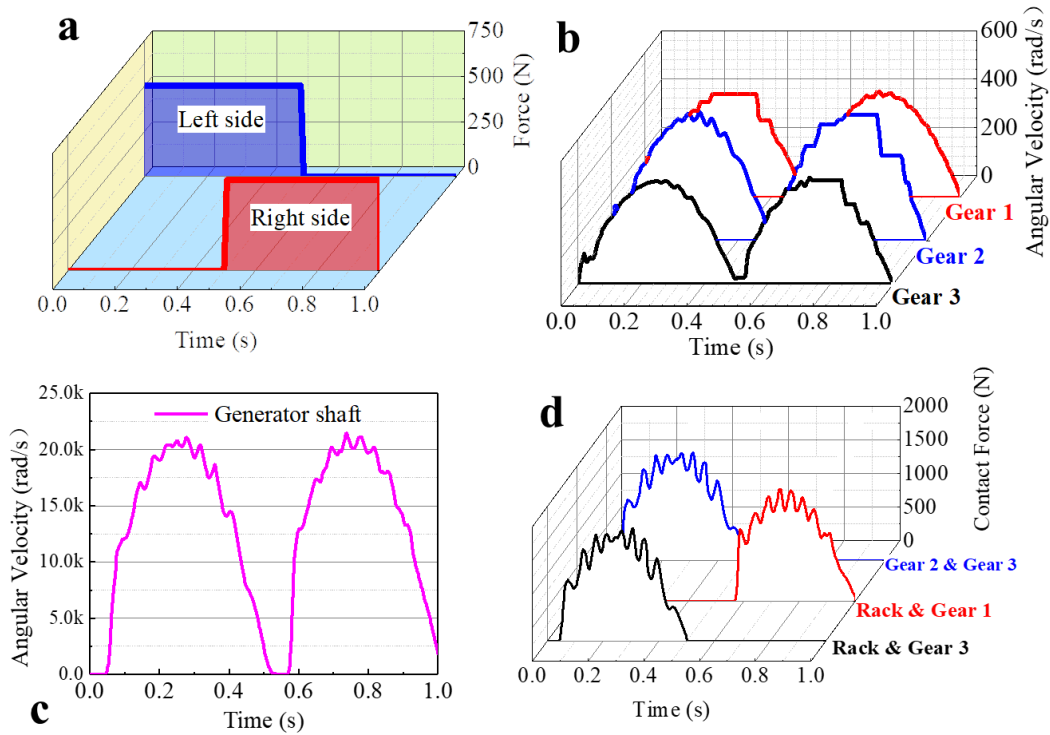 a
750
500
250
0
Force (N)
Left side
Right side
0.0 0.2 0.4 0.6 0.8 1.0
Time (s)
b
600
400
200
0
Angular Velocity (rad/s)
Gear 1
Gear 2
Gear 3
0.0 0.2 0.4 0.6 0.8 1.0
Time (s)
25.0k
20.0k
15.0k
10.0k
5.0k
0.0
Angular Velocity (rad/s)
Generator shaft
0.0 0.2 0.4 0.6 0.8 1.0
Time (s)
c
d
2000
1500
1000
500
0
Contact Force (N)
Gear 2 & Gear 3
Rack & Gear 1
Rack & Gear 3
0.0 0.2 0.4 0.6 0.8 1.0
Time (s)